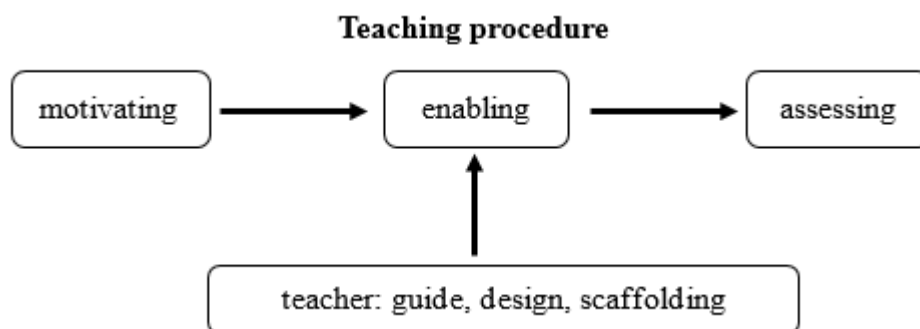 Teaching procedure
motivating
enabling
assessing
teacher: guide, design, scaffolding